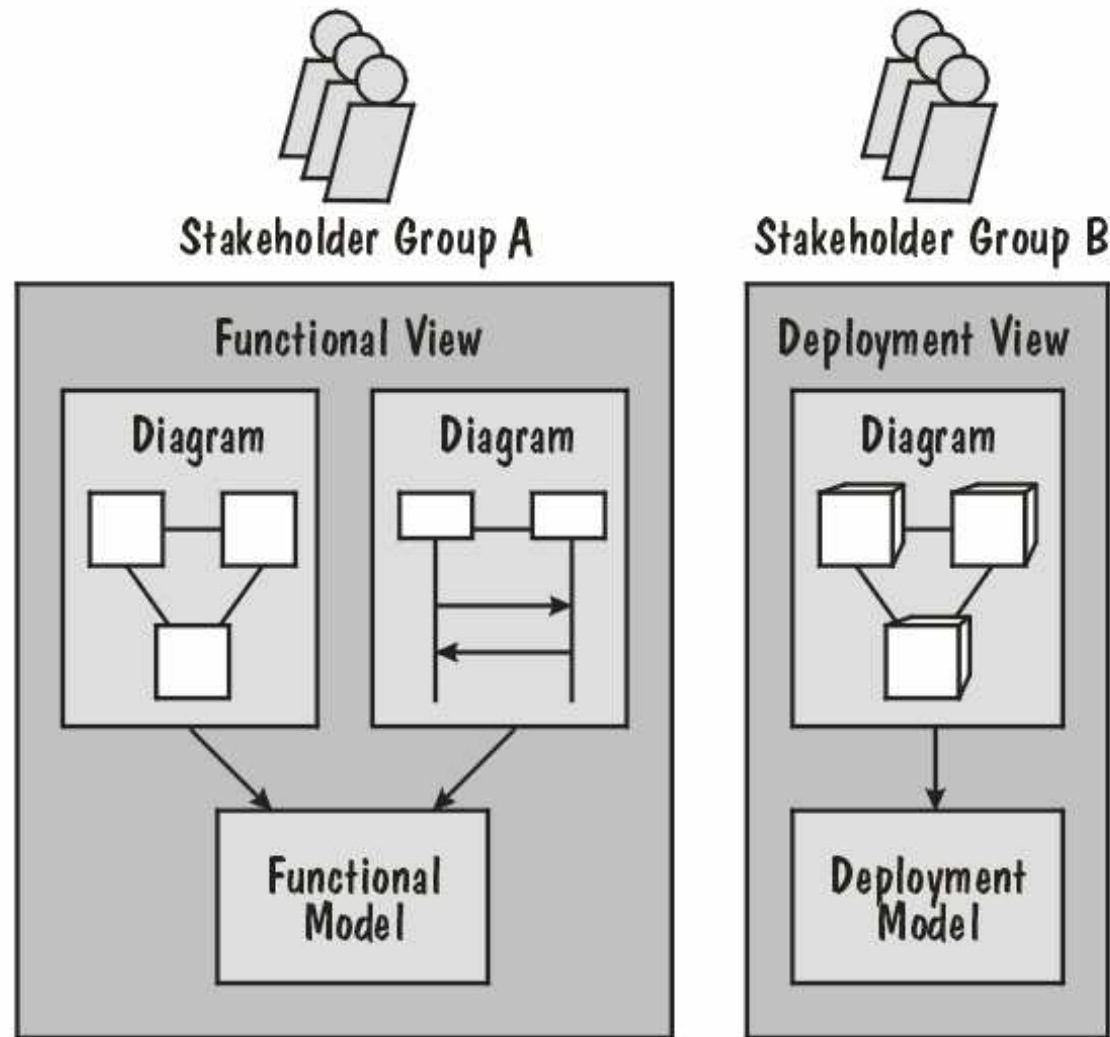 Stakeholder Group A
Stakeholder Group B
Functional View
Deployment View
Diagram
Diagram
Diagram
Functional
Model
Deployment
Model